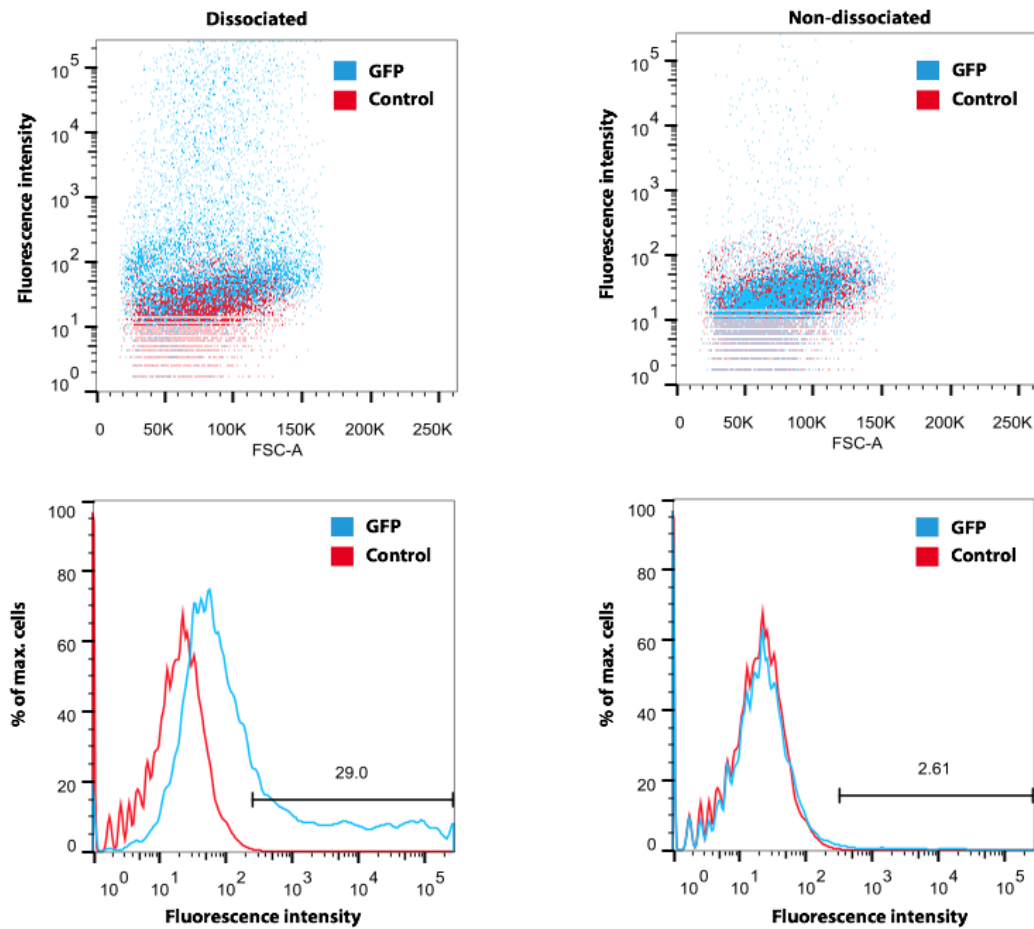 Dissociated
Non-dissociated
Fluorescence intensity
10^5
10^4
10^3
10^2
10^1
10^0
GFP
Control
0 50K 100K 150K 200K 250K
FSC-A
Fluorescence intensity
10^5
10^4
10^3
10^2
10^1
10^0
GFP
Control
0 50K 100K 150K 200K 250K
FSC-A
% of max. cells
100
80
60
40
20
0
GFP
Control
29.0
10^0 10^1 10^2 10^3 10^4 10^5
Fluorescence intensity
% of max. cells
100
80
60
40
20
0
GFP
Control
2.61
10^0 10^1 10^2 10^3 10^4 10^5
Fluorescence intensity